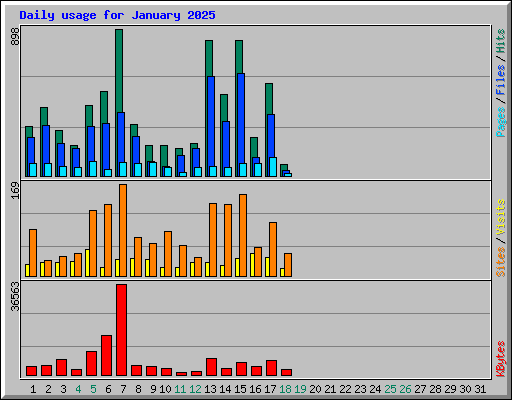 Daily usage for January 2025
898
Pages / Files / Hits
169
Sites / Visits
36563
KBytes
1 2 3 4 5 6 7 8 9 10 11 12 13 14 15 16 17 18 19 20 21 22 23 24 25 26 27 28 29 30 31